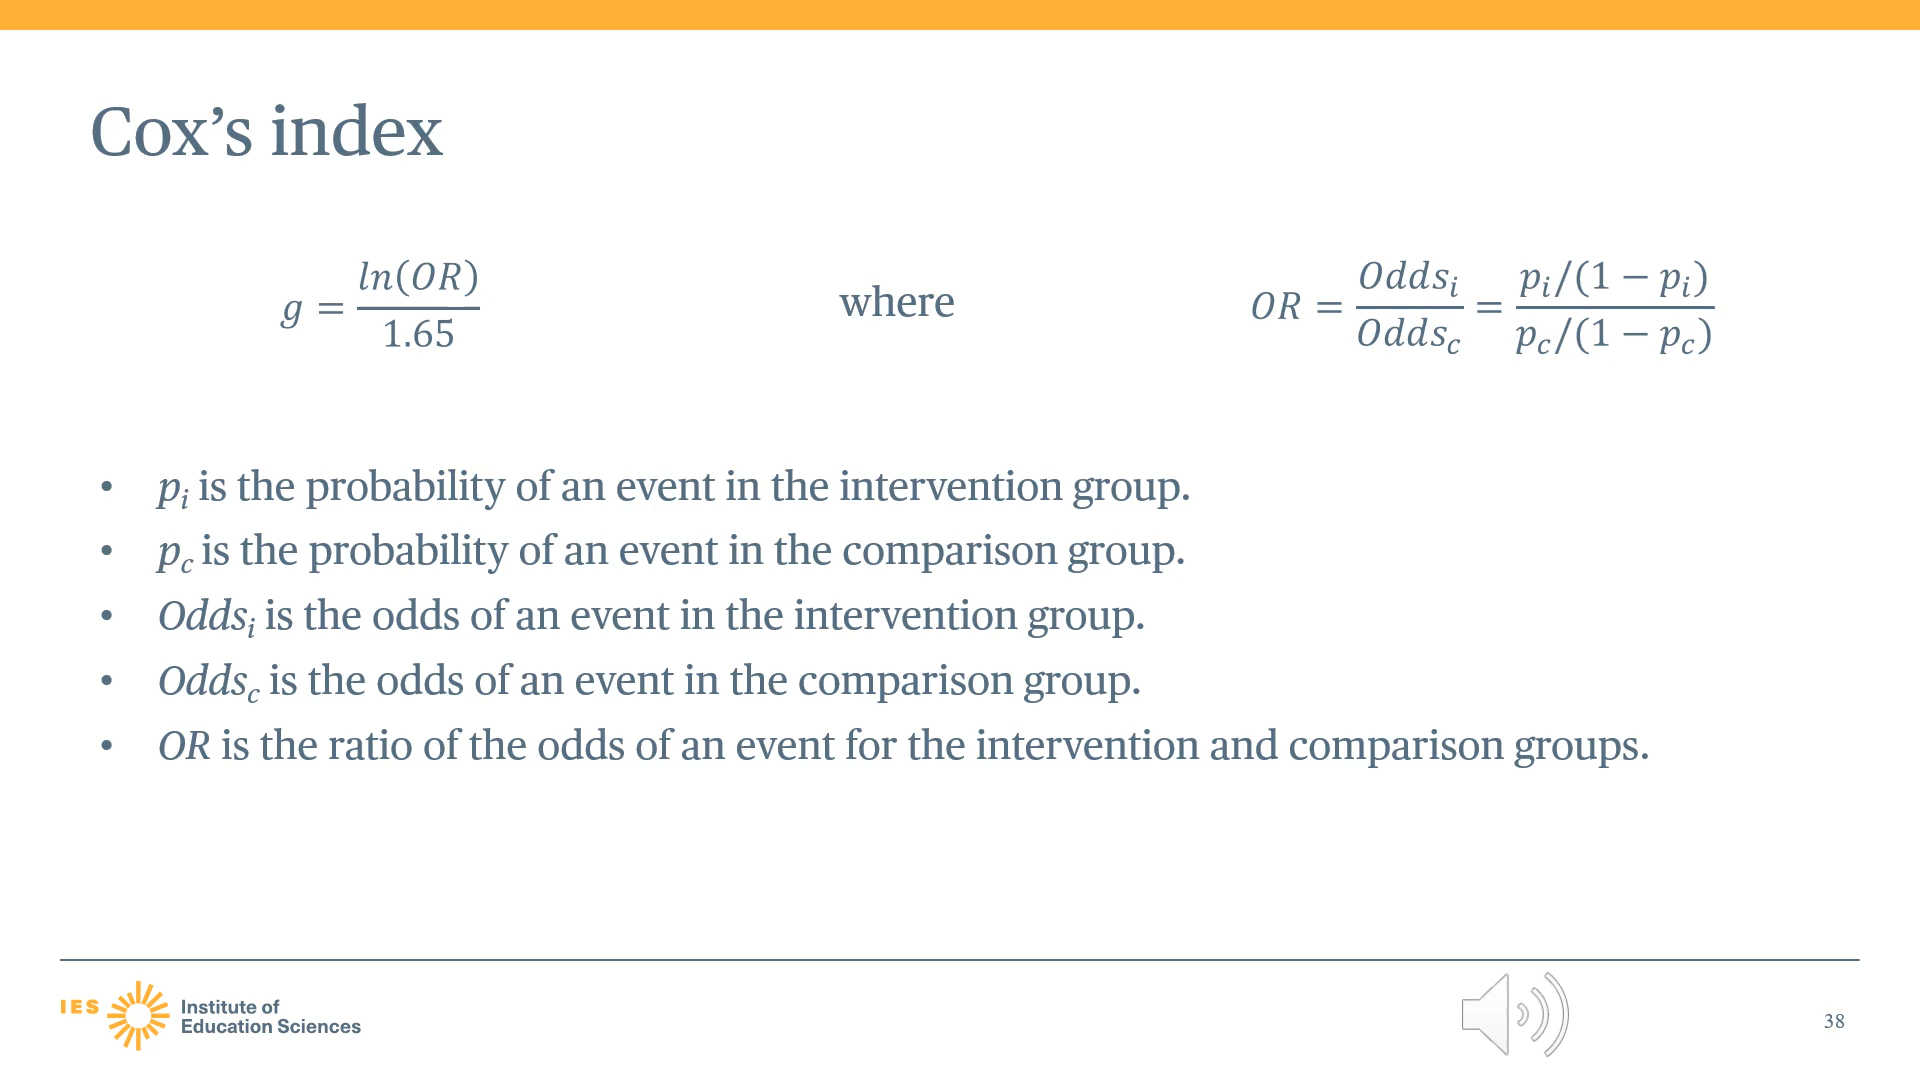 Cox’s index
g = ln(OR) / 1.65 where OR = Odds_i / Odds_c = p_i/(1 − p_i) / p_c/(1 − p_c)
• p_i is the probability of an event in the intervention group.
• p_c is the probability of an event in the comparison group.
• Odds_i is the odds of an event in the intervention group.
• Odds_c is the odds of an event in the comparison group.
• OR is the ratio of the odds of an event for the intervention and comparison groups.
IES Institute of
Education Sciences
38